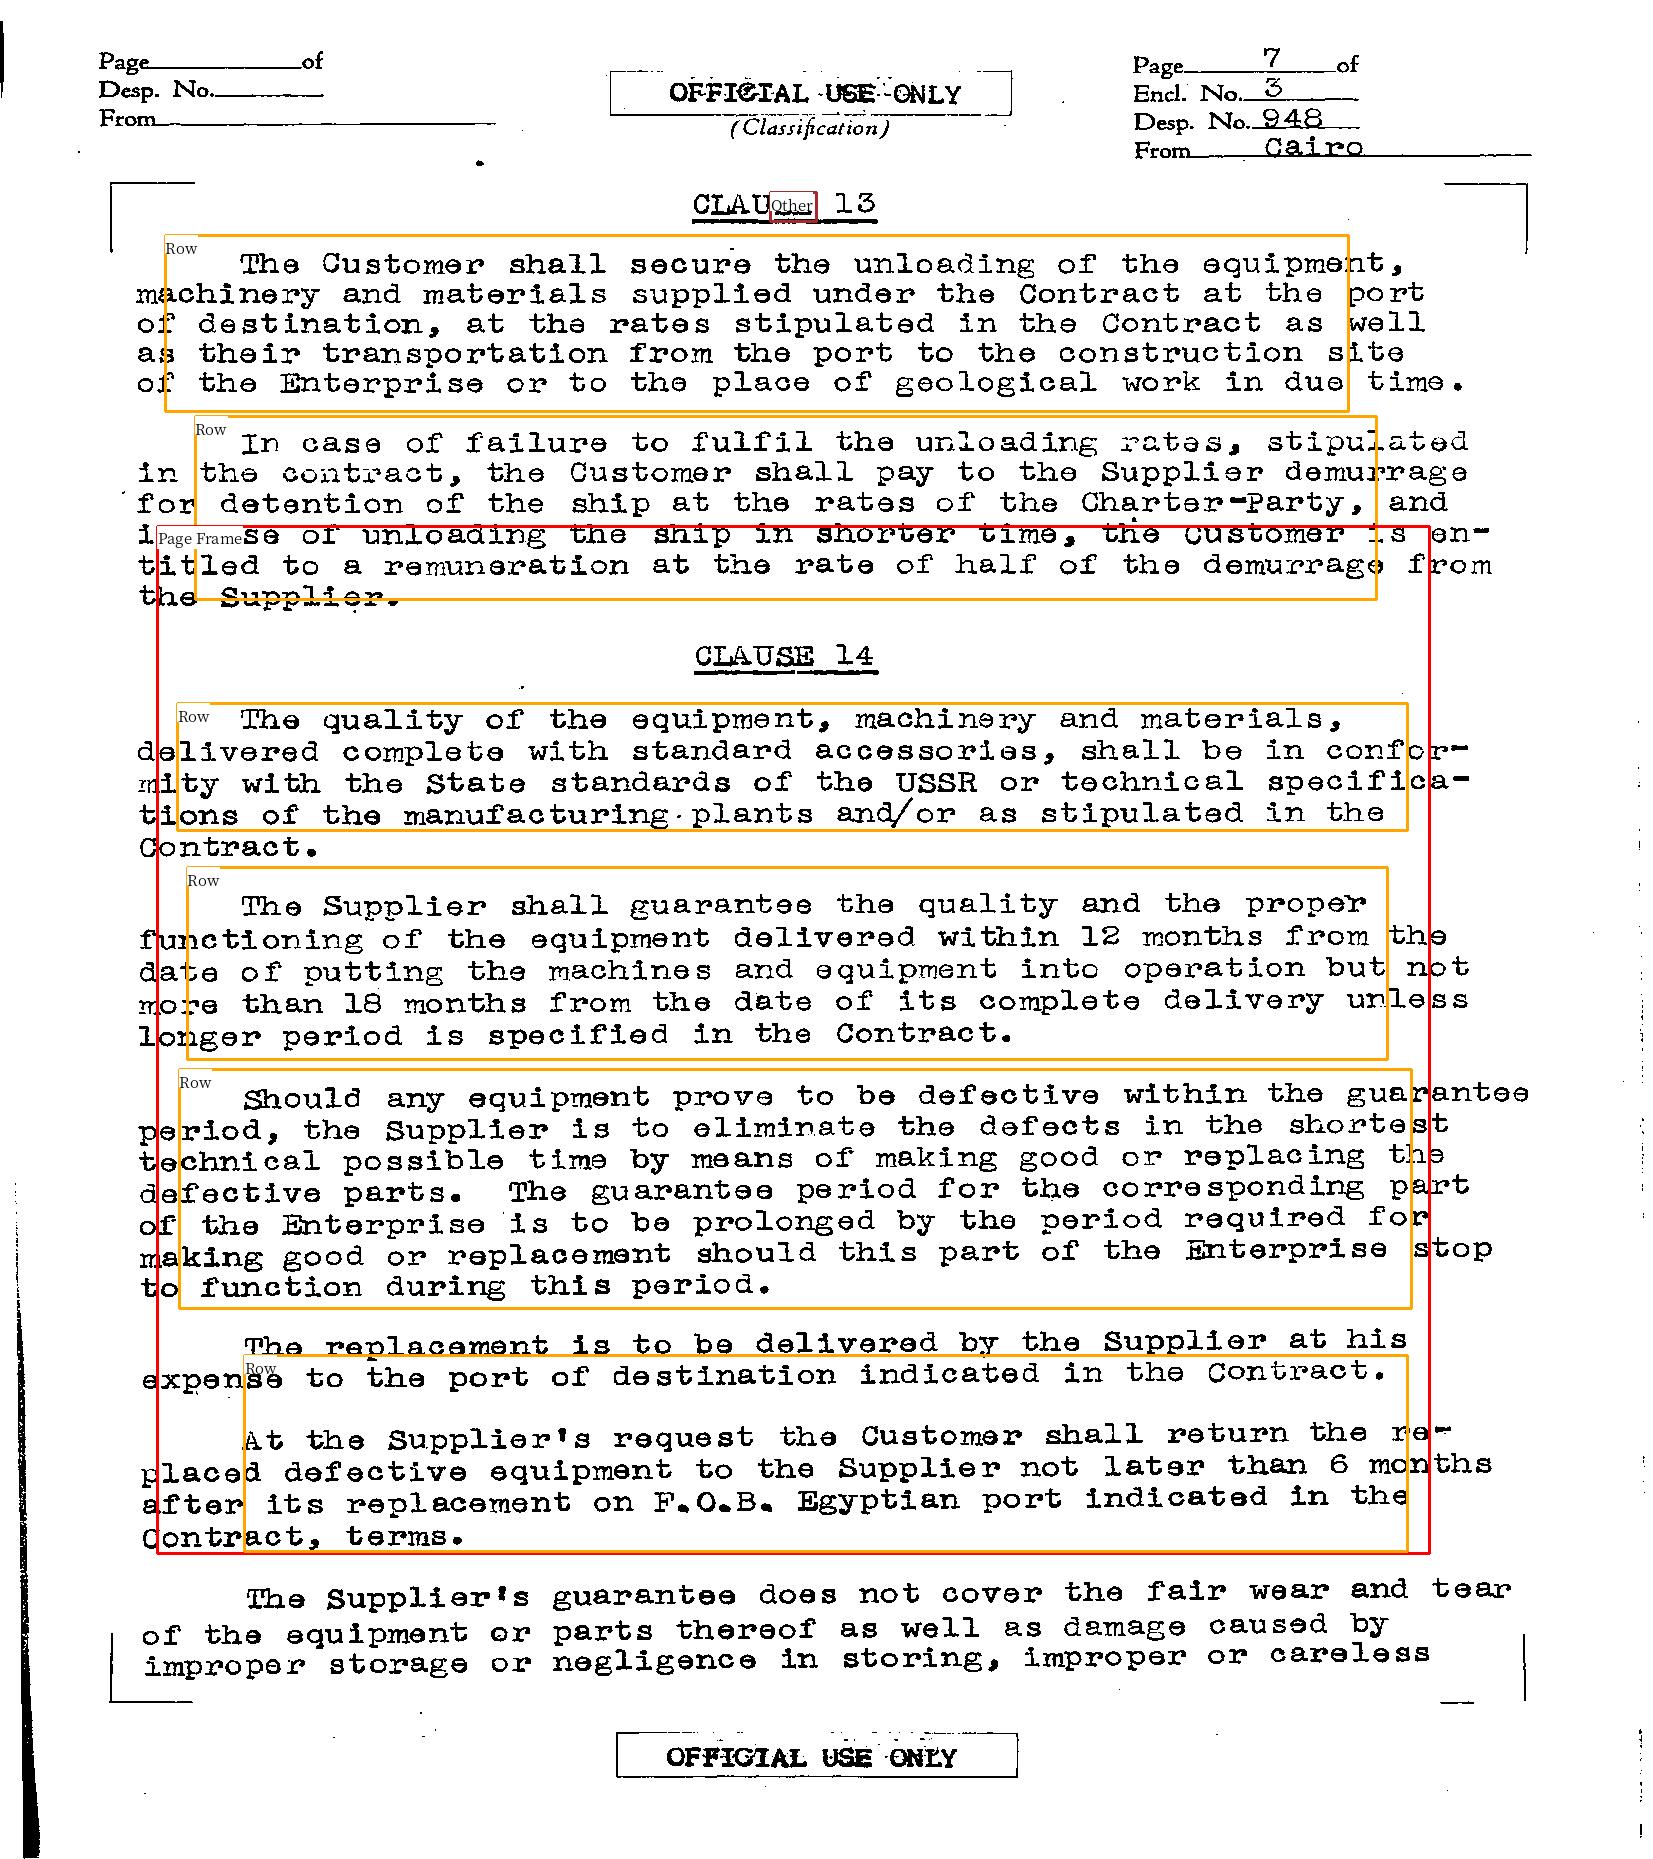 Page of
Desp. No.
From
OFFICIAL USE ONLY
(Classification)
Page 7 of
Encl. No. 3
Desp. No. 948
From Cairo
CLAU Other 13
Row
The Customer shall secure the unloading of the equipment,
machinery and materials supplied under the Contract at the port
of destination, at the rates stipulated in the Contract as well
as their transportation from the port to the construction site
of the Enterprise or to the place of geological work in due time.
Row
In case of failure to fulfil the unloading rates, stipulated
in the contract, the Customer shall pay to the Supplier demurrage
for detention of the ship at the rates of the Charter-Party, and
Page Frame
i se of unloading the ship in shorter time, the Customer is en-
titled to a remuneration at the rate of half of the demurrage from
the Supplier.
CLAUSE 14
Row
The quality of the equipment, machinery and materials,
delivered complete with standard accessories, shall be in confor-
mity with the State standards of the USSR or technical specifica-
tions of the manufacturing plants and/or as stipulated in the
Contract.
Row
The Supplier shall guarantee the quality and the proper
functioning of the equipment delivered within 12 months from the
date of putting the machines and equipment into operation but not
more than 18 months from the date of its complete delivery unless
longer period is specified in the Contract.
Row
Should any equipment prove to be defective within the guarantee
period, the Supplier is to eliminate the defects in the shortest
technical possible time by means of making good or replacing the
defective parts. The guarantee period for the corresponding part
of the Enterprise is to be prolonged by the period required for
making good or replacement should this part of the Enterprise stop
to function during this period.
The replacement is to be delivered by the Supplier at his
Row
expense to the port of destination indicated in the Contract.
At the Supplier's request the Customer shall return the re-
placed defective equipment to the Supplier not later than 6 months
after its replacement on F.O.B. Egyptian port indicated in the
Contract, terms.
The Supplier's guarantee does not cover the fair wear and tear
of the equipment or parts thereof as well as damage caused by
improper storage or negligence in storing, improper or careless
OFFICIAL USE ONLY